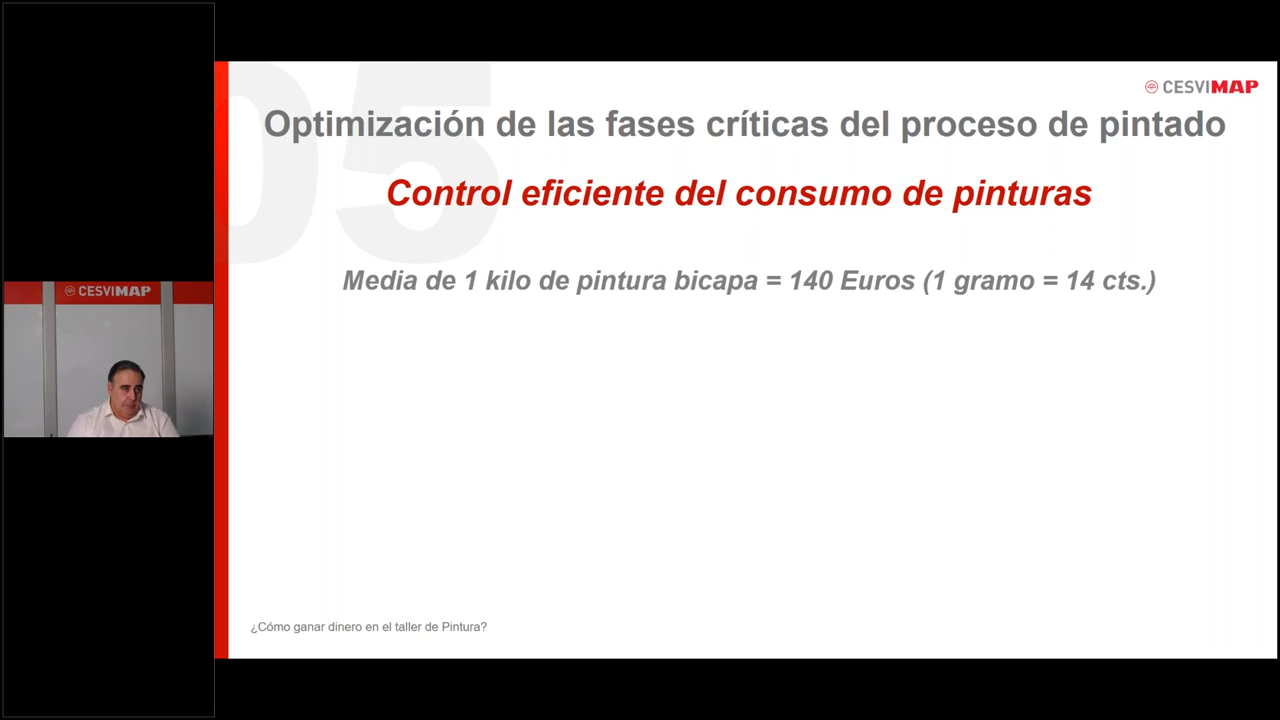 05
CESVIMAP
Optimización de las fases críticas del proceso de pintado
Control eficiente del consumo de pinturas
Media de 1 kilo de pintura bicapa = 140 Euros (1 gramo = 14 cts.)
CESVIMAP
¿Cómo ganar dinero en el taller de Pintura?